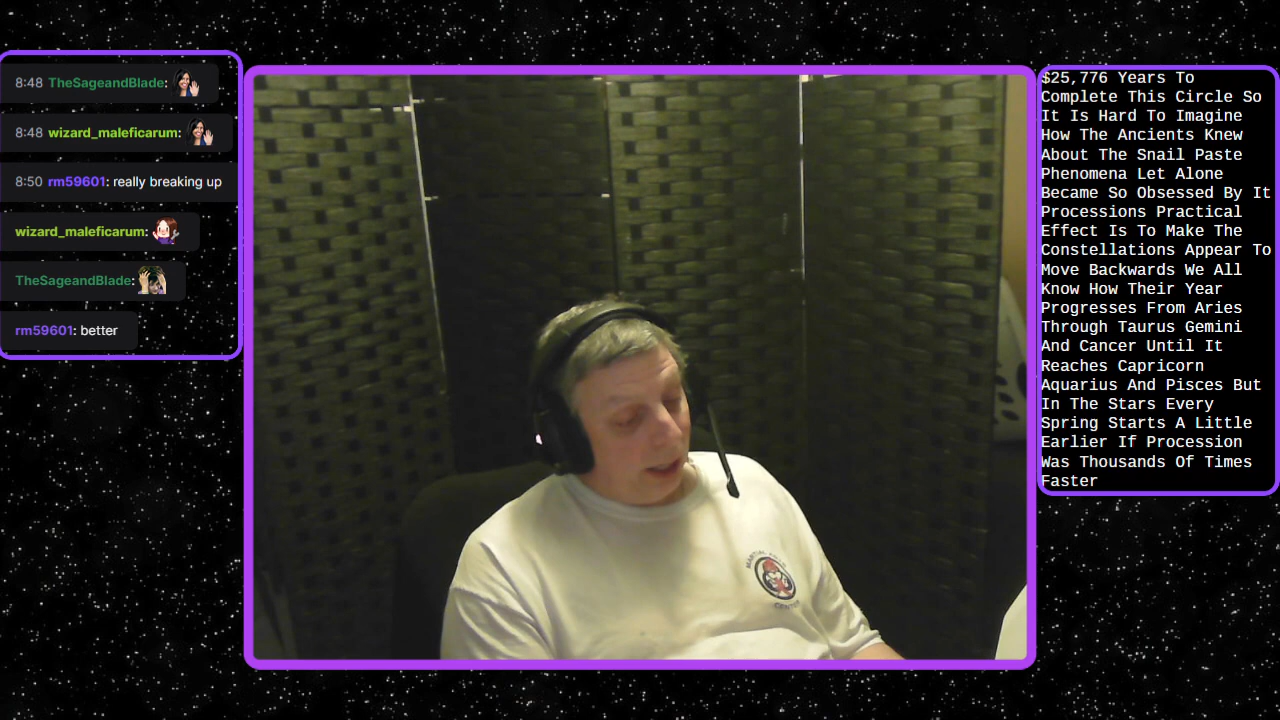 8:48 TheSageandBlade:
8:48 wizard_maleficarum:
8:50 rm59601: really breaking up
wizard_maleficarum:
TheSageandBlade:
rm59601: better
$25,776 Years To
Complete This Circle So
It Is Hard To Imagine
How The Ancients Knew
About The Snail Paste
Phenomena Let Alone
Became So Obsessed By It
Processions Practical
Effect Is To Make The
Constellations Appear To
Move Backwards We All
Know How Their Year
Progresses From Aries
Through Taurus Gemini
And Cancer Until It
Reaches Capricorn
Aquarius And Pisces But
In The Stars Every
Spring Starts A Little
Earlier If Procession
Was Thousands Of Times
Faster